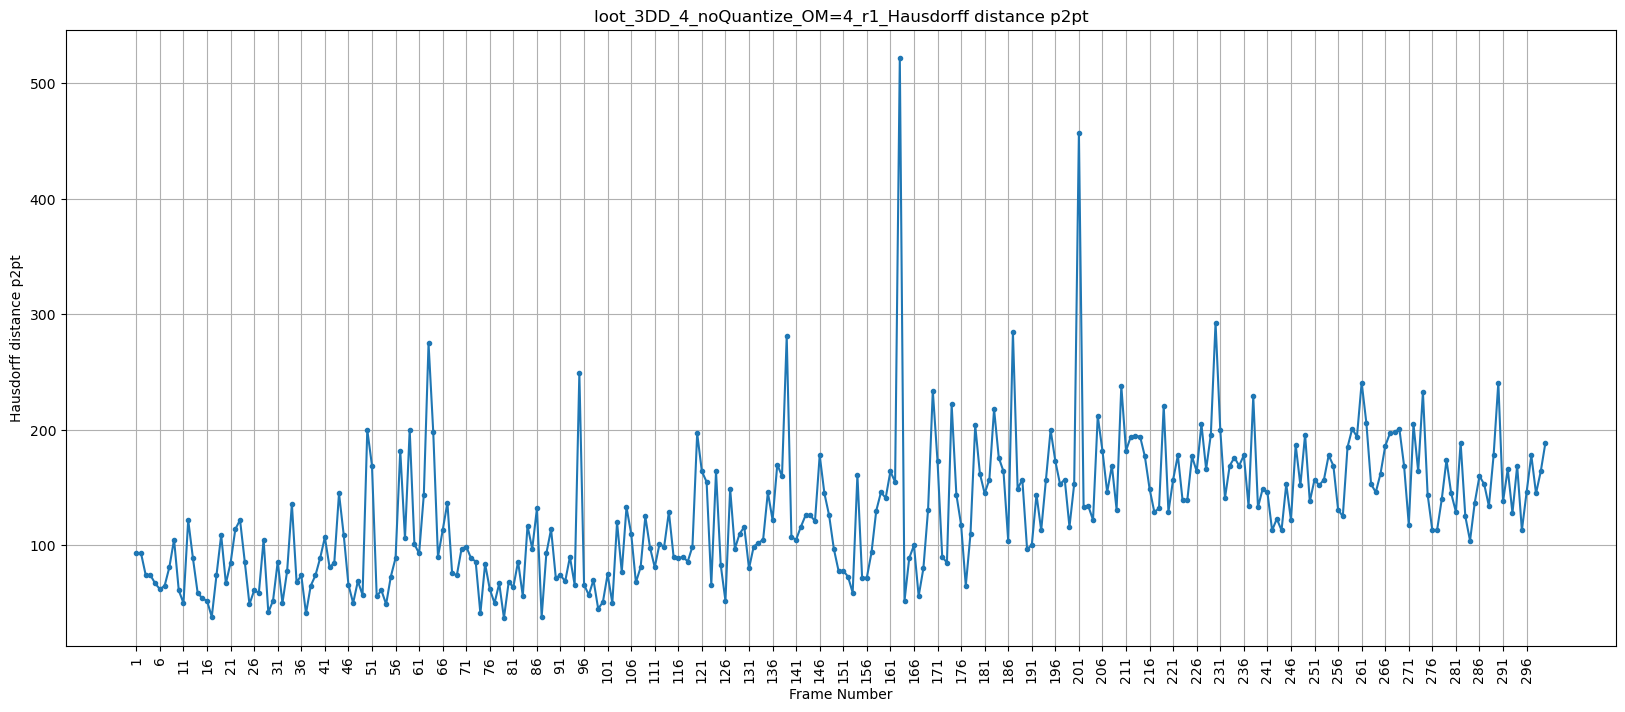 loot_3DD_4_noQuantize_OM=4_r1_Hausdorff distance p2pt
Hausdorff distance p2pt
500
400
300
200
100
1 6 11 16 21 26 31 36 41 46 51 56 61 66 71 76 81 86 91 96 101 106 111 116 121 126 131 136 141 146 151 156 161 166 171 176 181 186 191 196 201 206 211 216 221 226 231 236 241 246 251 256 261 266 271 276 281 286 291 296
Frame Number